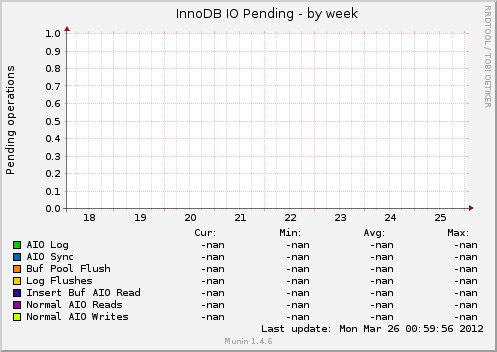 InnoDB IO Pending - by week
RRDTOOL / TOBI OETIKER
Pending operations
1.0
0.9
0.8
0.7
0.6
0.5
0.4
0.3
0.2
0.1
0.0
18 19 20 21 22 23 24 25
Cur: Min: Avg: Max:
AIO Log -nan -nan -nan -nan
AIO Sync -nan -nan -nan -nan
Buf Pool Flush -nan -nan -nan -nan
Log Flushes -nan -nan -nan -nan
Insert Buf AIO Read -nan -nan -nan -nan
Normal AIO Reads -nan -nan -nan -nan
Normal AIO Writes -nan -nan -nan -nan
Last update: Mon Mar 26 00:59:56 2012
Munin 1.4.6